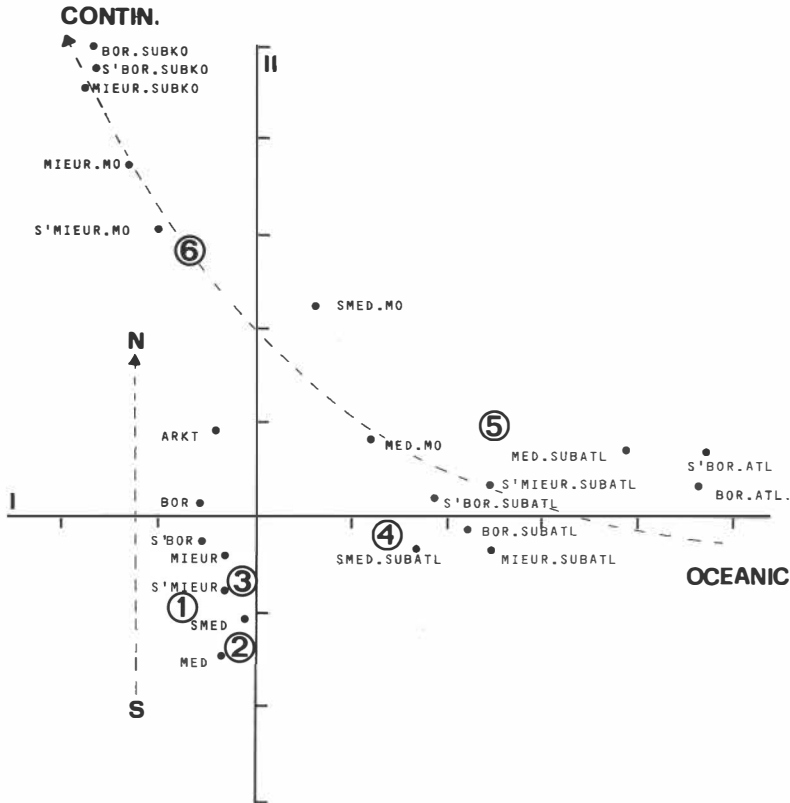 CONTIN.
BOR.SUBKO
II
S'BOR.SUBKO
MIEUR.SUBKO
MIEUR.MO
S'MIEUR.MO
6
SMED.MO
N
ARKT
5
MED.MO
MED.SUBATL
S'BOR.ATL
S'MIEUR.SUBATL
BOR.ATL.
I
BOR
S'BOR.SUBATL
BOR.SUBATL
S'BOR
4
MIEUR
SMED.SUBATL
MIEUR.SUBATL
OCEANIC
S'MIEUR
3
1
SMED
2
MED
S